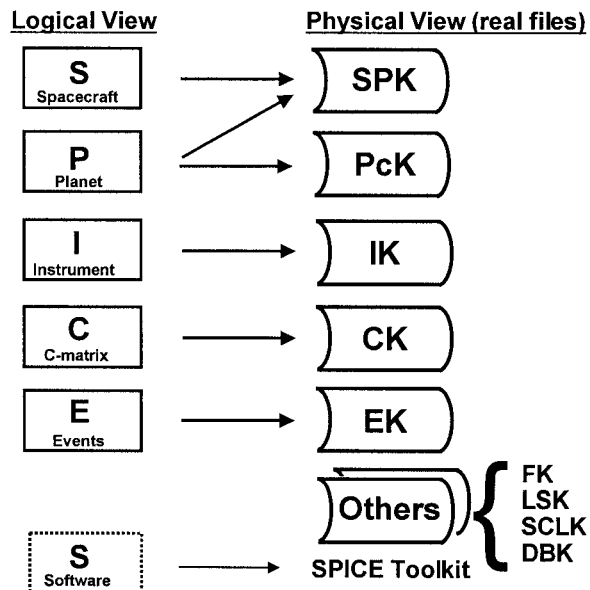 Logical View
Physical View (real files)
S
Spacecraft
SPK
P
Planet
PcK
I
Instrument
IK
C
C-matrix
CK
E
Events
EK
Others
FK
LSK
SCLK
DBK
S
Software
SPICE Toolkit